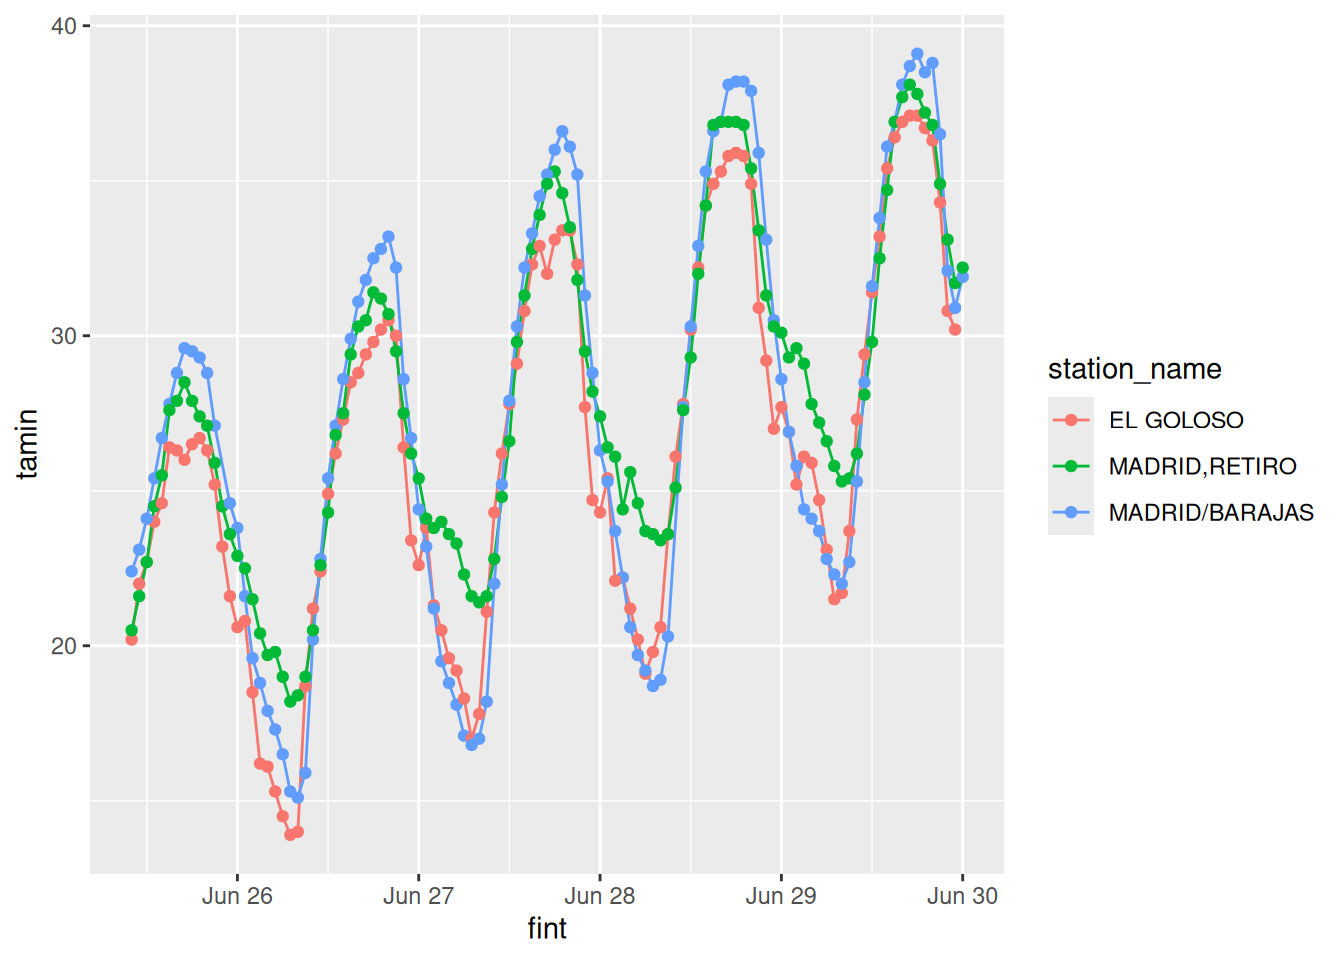 40
30
20
tamin
Jun 26
Jun 27
Jun 28
Jun 29
Jun 30
fint
station_name
EL GOLOSO
MADRID,RETIRO
MADRID/BARAJAS